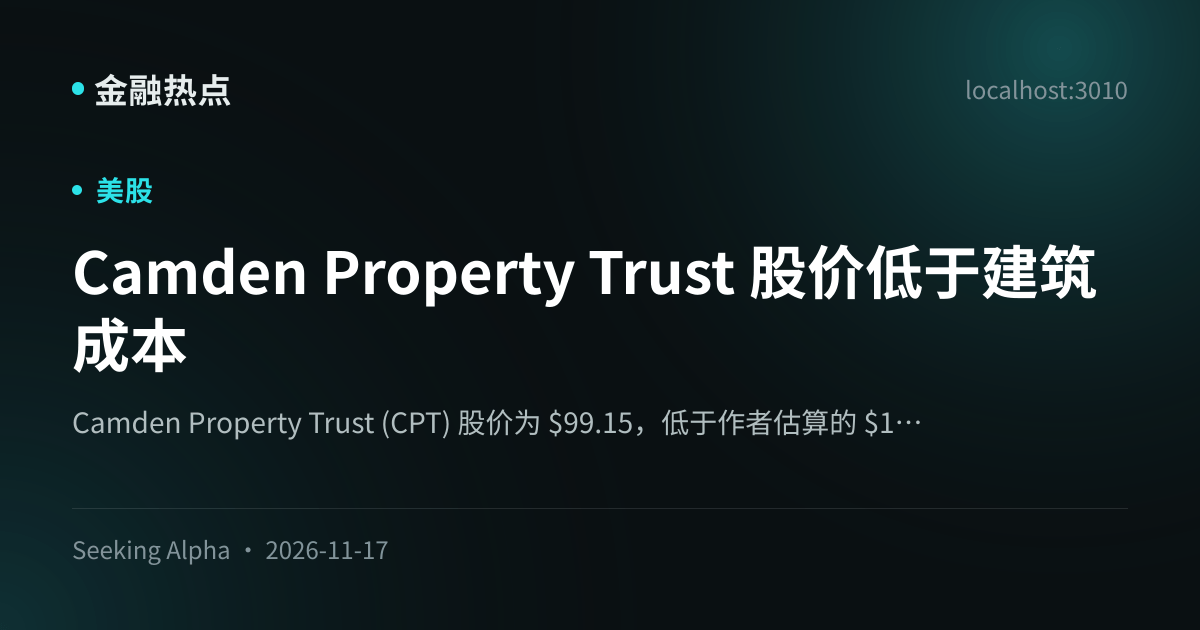 金融热点
localhost:3010
美股
Camden Property Trust 股价低于建筑
成本
Camden Property Trust (CPT) 股价为 $99.15，低于作者估算的 $1…
Seeking Alpha · 2026-11-17